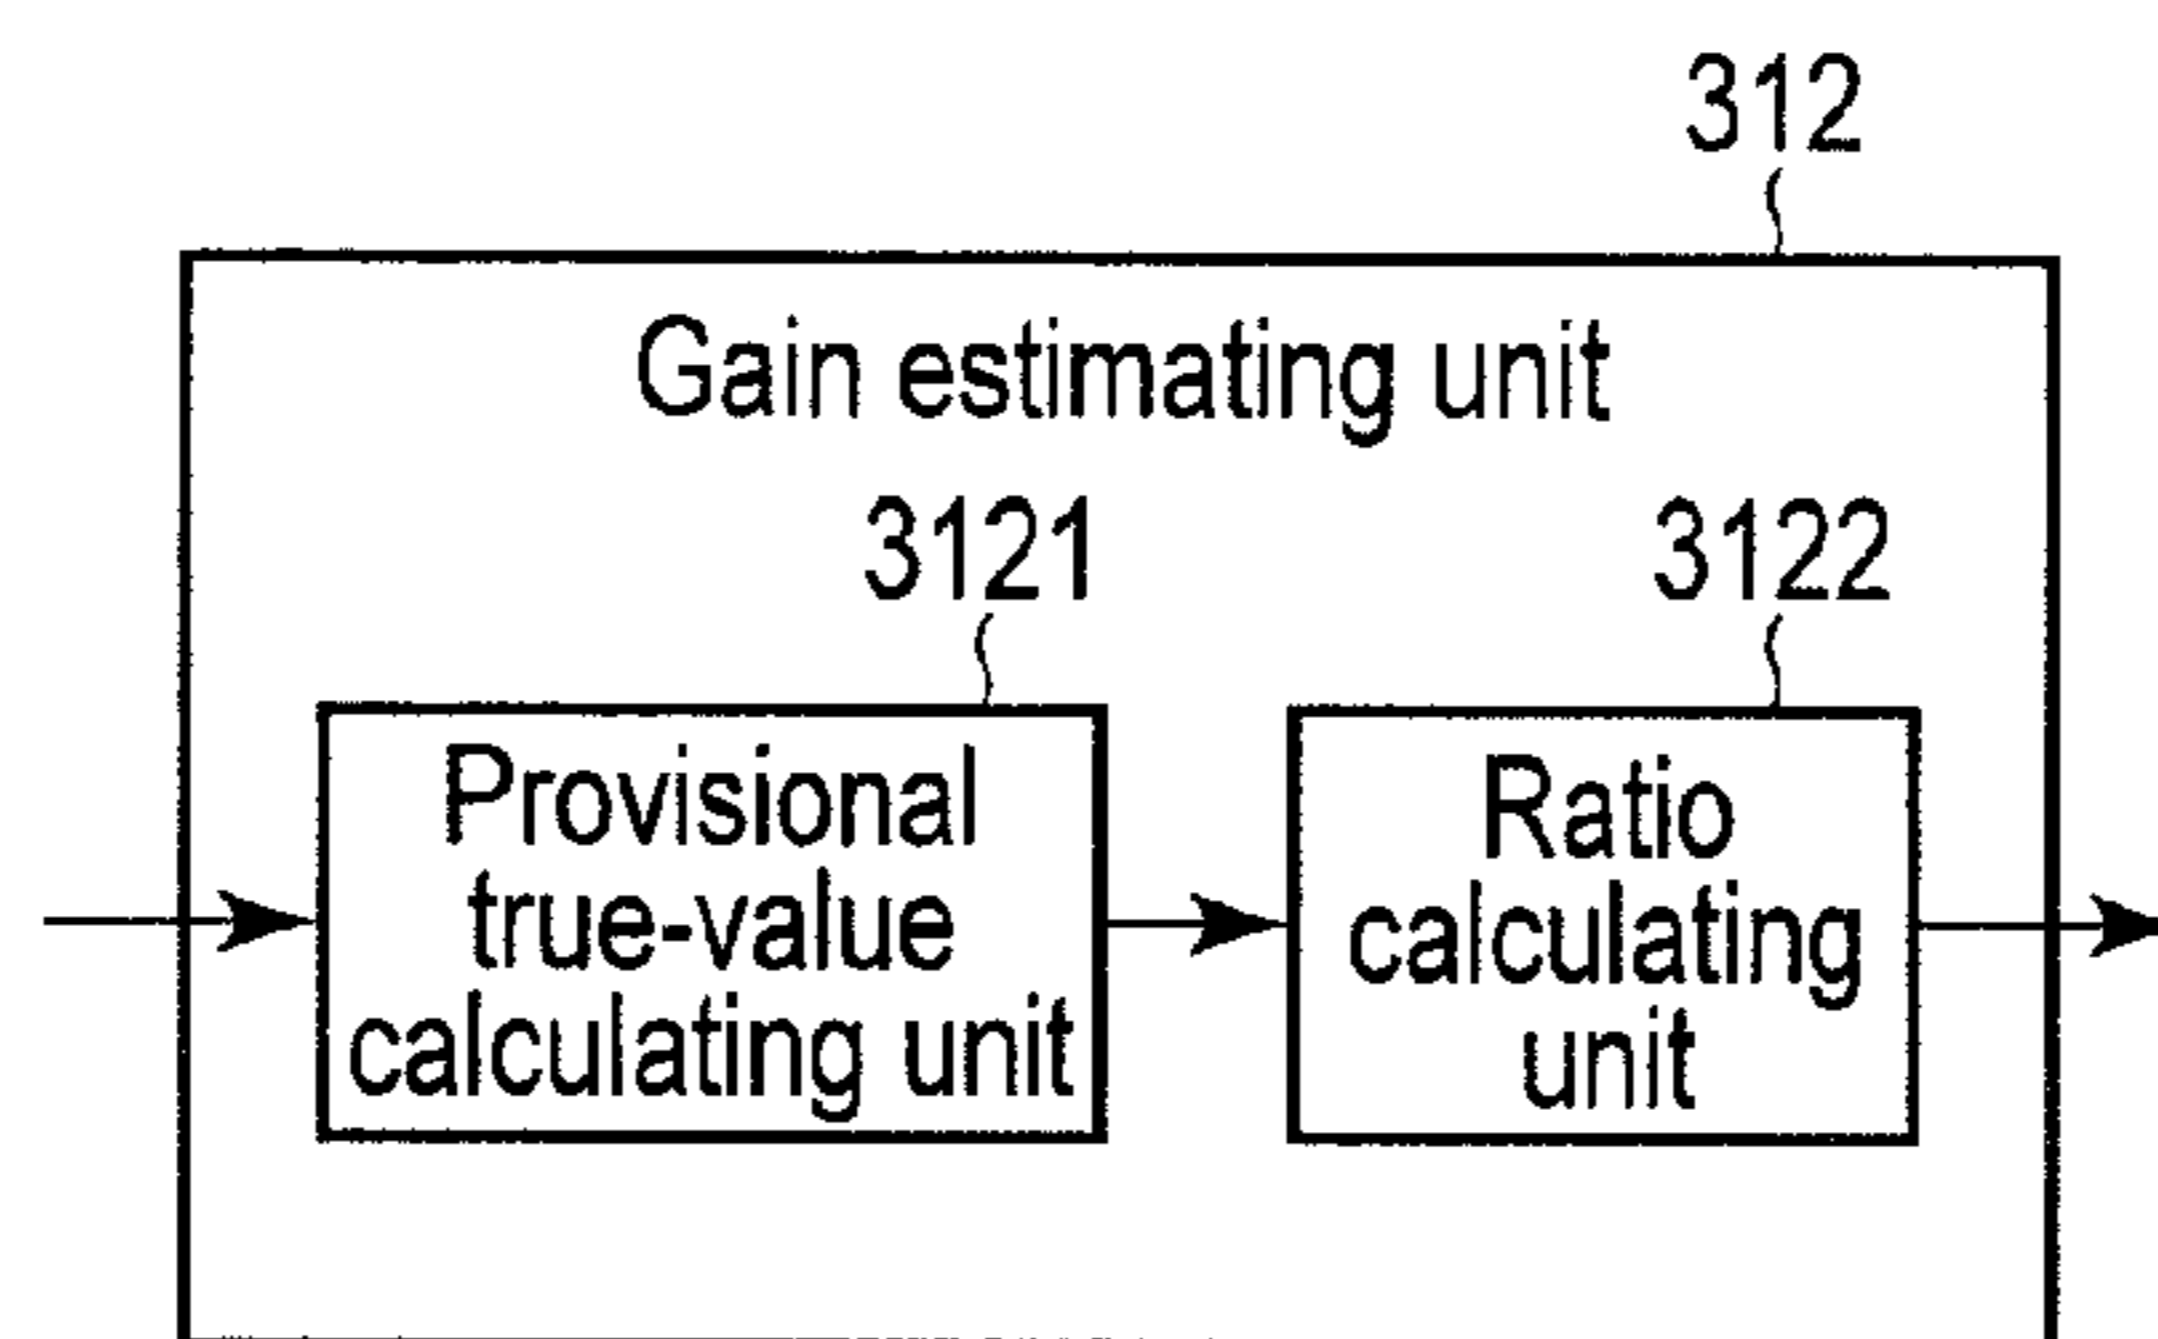 312
Gain estimating unit
3121
3122
Provisional
true-value
calculating unit
Ratio
calculating
unit